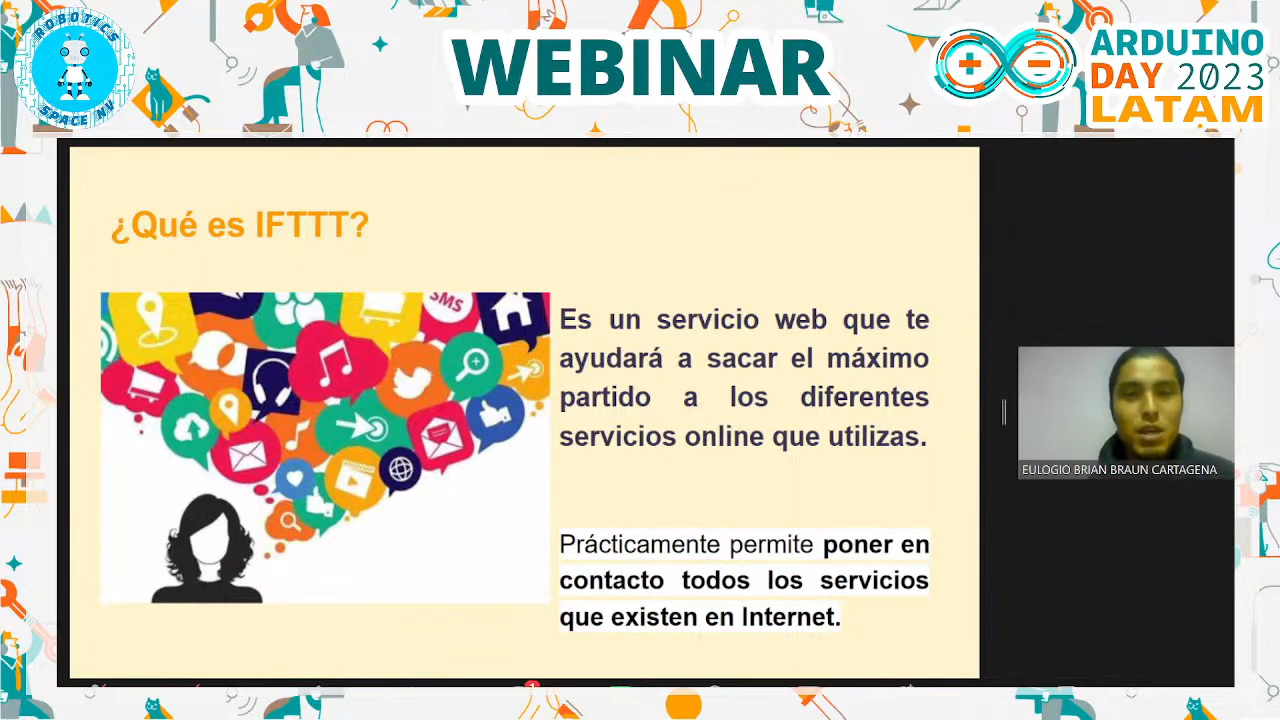 ROBOTICS
SPACE NV
WEBINAR
ARDUINO
DAY 2023
LATAM
¿Qué es IFTTT?
SMS
Es un servicio web que te
ayudará a sacar el máximo
partido a los diferentes
servicios online que utilizas.
Prácticamente permite poner en
contacto todos los servicios
que existen en Internet.
EULOGIO BRIAN BRAUN CARTAGENA
1